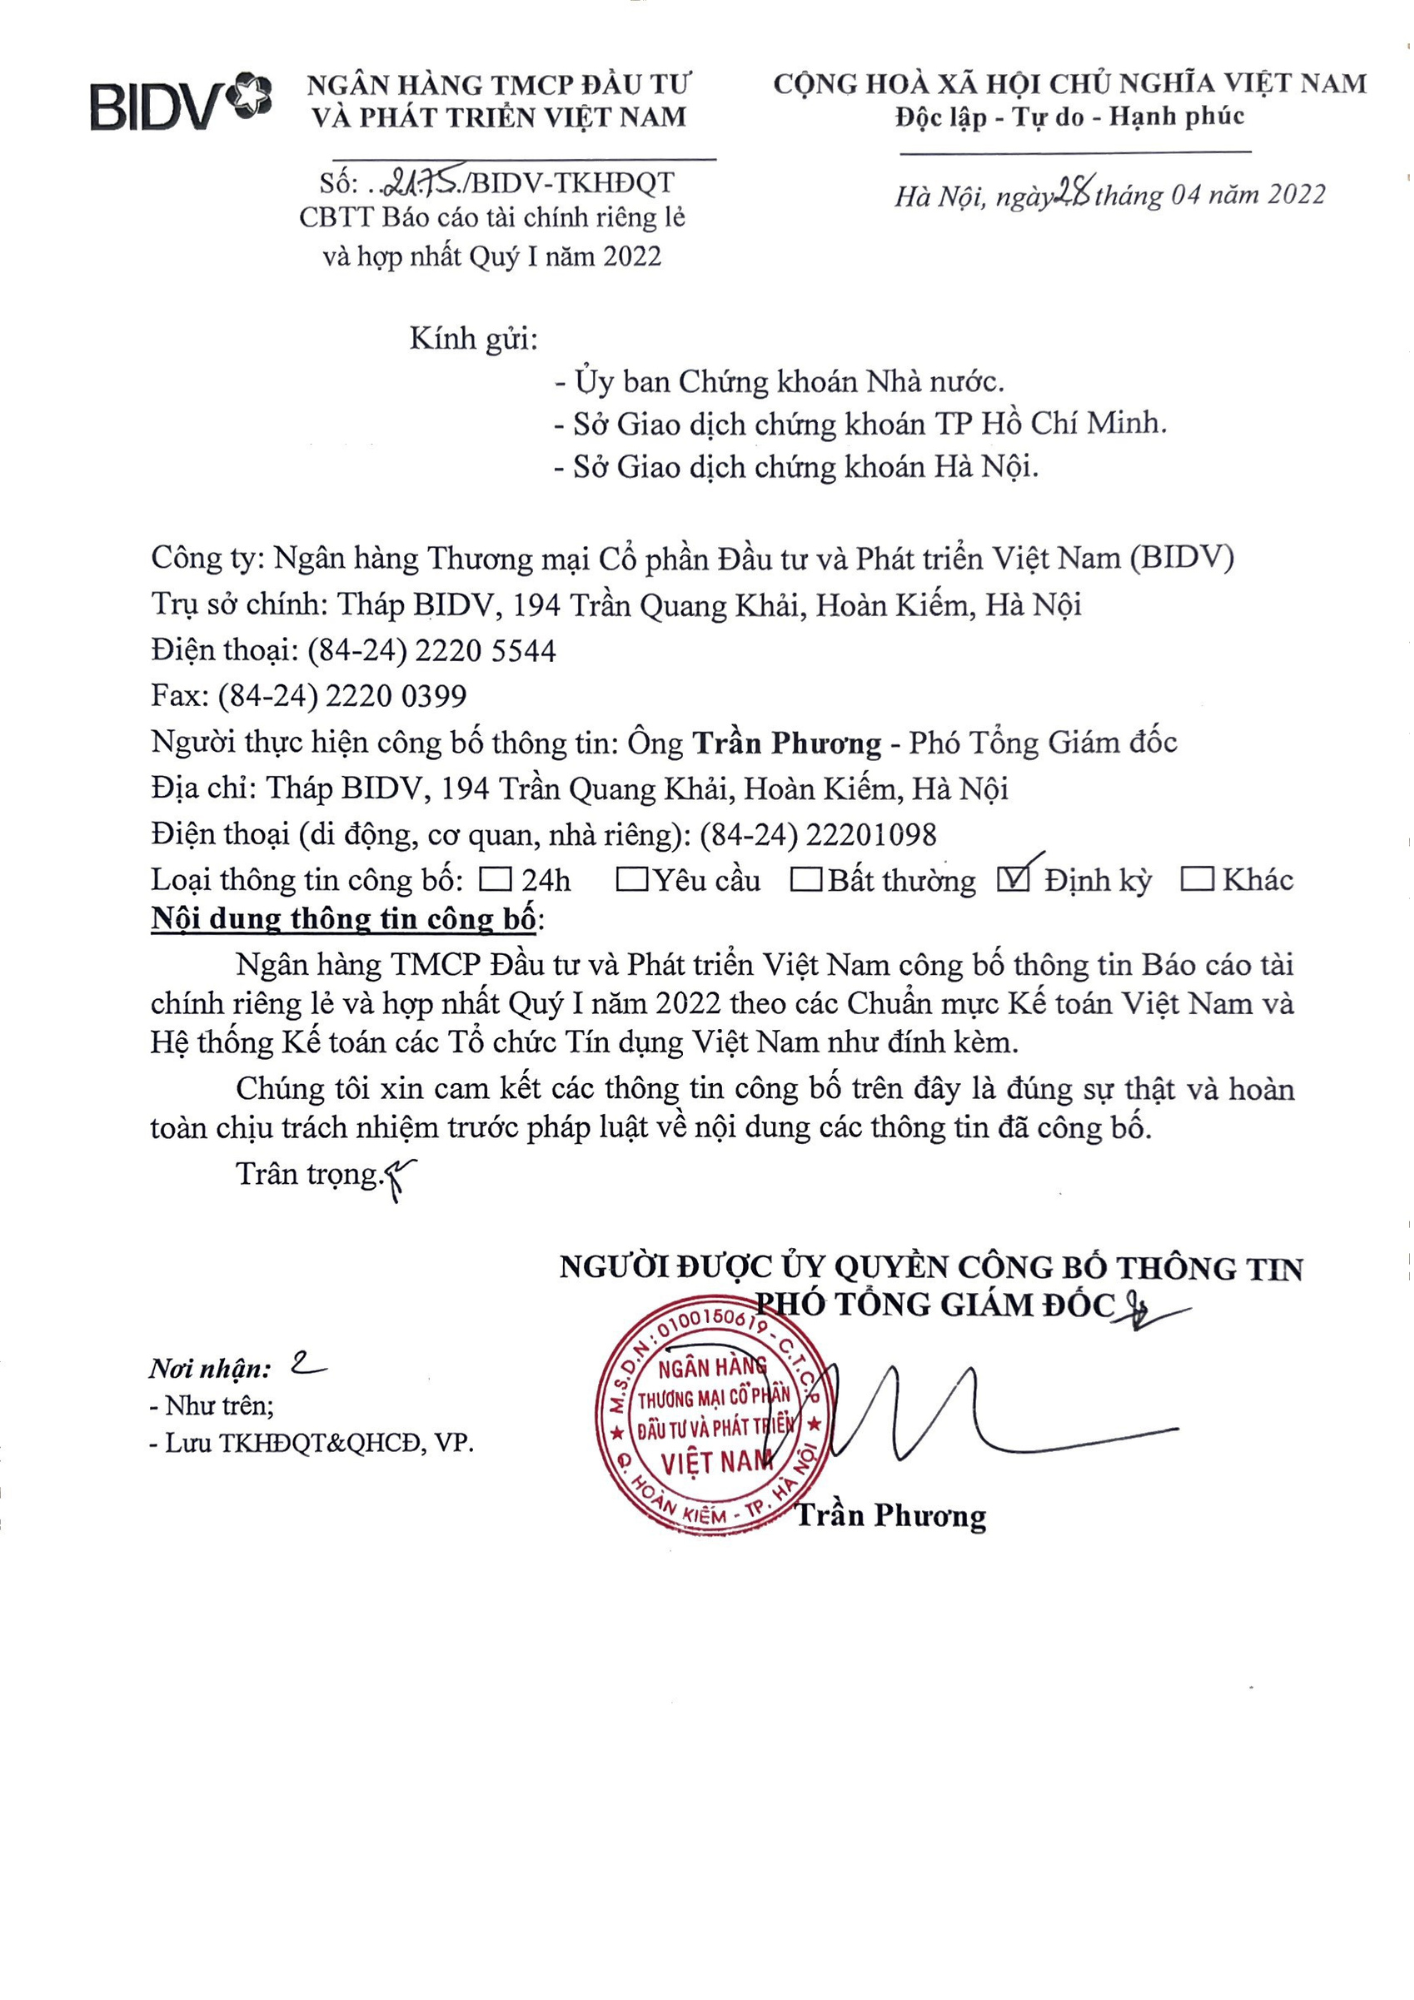 BIDV
NGÂN HÀNG TMCP ĐẦU TƯ
VÀ PHÁT TRIỂN VIỆT NAM
CỘNG HOÀ XÃ HỘI CHỦ NGHĨA VIỆT NAM
Độc lập - Tự do - Hạnh phúc
Số: ..2175./BIDV-TKHĐQT
CBTT Báo cáo tài chính riêng lẻ
và hợp nhất Quý I năm 2022
Hà Nội, ngày 28 tháng 04 năm 2022
Kính gửi:
- Ủy ban Chứng khoán Nhà nước.
- Sở Giao dịch chứng khoán TP Hồ Chí Minh.
- Sở Giao dịch chứng khoán Hà Nội.
Công ty: Ngân hàng Thương mại Cổ phần Đầu tư và Phát triển Việt Nam (BIDV)
Trụ sở chính: Tháp BIDV, 194 Trần Quang Khải, Hoàn Kiếm, Hà Nội
Điện thoại: (84-24) 2220 5544
Fax: (84-24) 2220 0399
Người thực hiện công bố thông tin: Ông Trần Phương - Phó Tổng Giám đốc
Địa chỉ: Tháp BIDV, 194 Trần Quang Khải, Hoàn Kiếm, Hà Nội
Điện thoại (di động, cơ quan, nhà riêng): (84-24) 22201098
Loại thông tin công bố: ☐ 24h ☐ Yêu cầu ☐ Bất thường ☑ Định kỳ ☐ Khác
Nội dung thông tin công bố:
Ngân hàng TMCP Đầu tư và Phát triển Việt Nam công bố thông tin Báo cáo tài
chính riêng lẻ và hợp nhất Quý I năm 2022 theo các Chuẩn mực Kế toán Việt Nam và
Hệ thống Kế toán các Tổ chức Tín dụng Việt Nam như đính kèm.
Chúng tôi xin cam kết các thông tin công bố trên đây là đúng sự thật và hoàn
toàn chịu trách nhiệm trước pháp luật về nội dung các thông tin đã công bố.
Trân trọng.
NGƯỜI ĐƯỢC ỦY QUYỀN CÔNG BỐ THÔNG TIN
PHÓ TỔNG GIÁM ĐỐC
Nơi nhận: 2
- Như trên;
- Lưu TKHĐQT&QHCĐ, VP.
M.S.D.N: 0100150619 - C.T.C.P
NGÂN HÀNG
THƯƠNG MẠI CỔ PHẦN
ĐẦU TƯ VÀ PHÁT TRIỂN
VIỆT NAM
Q. HOÀN KIẾM - TP. HÀ NỘI
Trần Phương